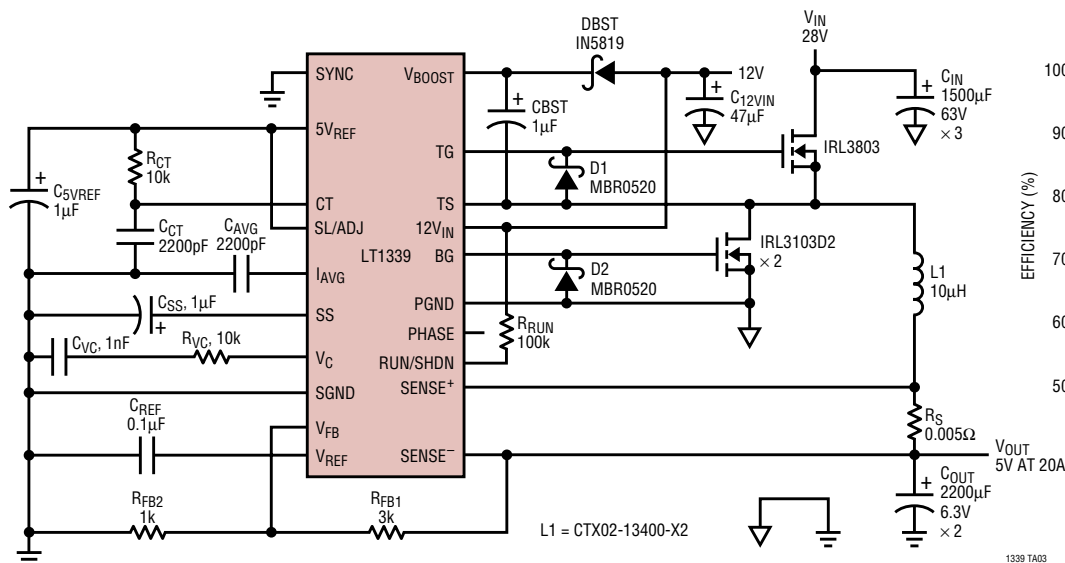 V_IN
28V
DBST
IN5819
SYNC
V_BOOST
12V
+
C_IN
1500µF
63V
× 3
+
CBST
1µF
+
C_12VIN
47µF
5V_REF
R_CT
10k
TG
IRL3803
D1
MBR0520
+
C_5VREF
1µF
CT
TS
C_CT
2200pF
C_AVG
2200pF
SL/ADJ
12V_IN
LT1339
BG
IRL3103D2
× 2
I_AVG
D2
MBR0520
L1
10µH
C_SS, 1µF
+
SS
PGND
PHASE
R_RUN
100k
C_VC, 1nF
R_VC, 10k
V_C
RUN/SHDN
SGND
SENSE+
C_REF
0.1µF
R_S
0.005Ω
V_FB
V_REF
SENSE–
V_OUT
5V AT 20A
R_FB2
1k
R_FB1
3k
+
C_OUT
2200µF
6.3V
× 2
L1 = CTX02-13400-X2
1339 TA03
EFFICIENCY (%)
100
90
80
70
60
50